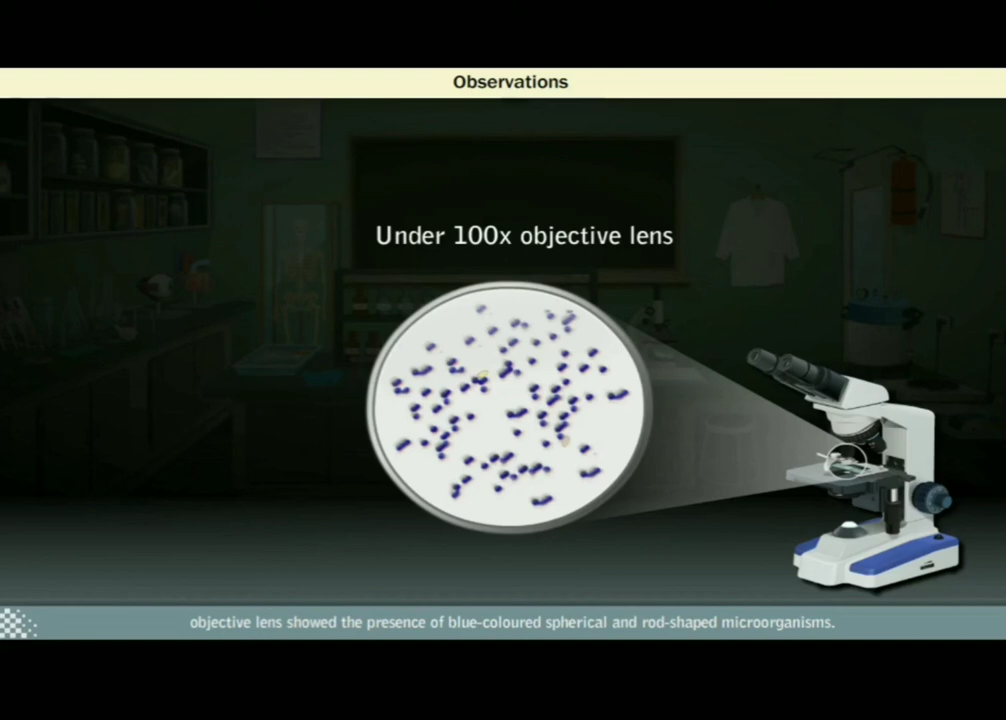 Observations
Under 100x objective lens
objective lens showed the presence of blue-coloured spherical and rod-shaped microorganisms.